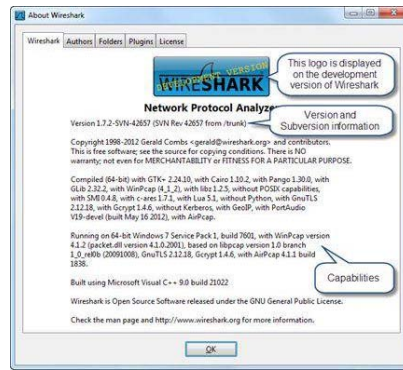 About Wireshark
Wireshark Authors Folders Plugins License
DEVELOPMENT VERSION
WIRESHARK
This logo is displayed
on the development
version of Wireshark
Network Protocol Analyze
Version and
Subversion information
Version 1.7.2-SVN-42657 (SVN Rev 42657 from /trunk)
Copyright 1998-2012 Gerald Combs <gerald@wireshark.org> and contributors.
This is free software; see the source for copying conditions. There is NO
warranty; not even for MERCHANTABILITY or FITNESS FOR A PARTICULAR PURPOSE.
Compiled (64-bit) with GTK+ 2.24.10, with Cairo 1.10.2, with Pango 1.30.0, with
GLib 2.32.2, with WinPcap (4_1_2), with libz 1.2.5, without POSIX capabilities,
with SMI 0.4.8, with c-ares 1.7.1, with Lua 5.1, without Python, with GnuTLS
2.12.18, with Gcrypt 1.4.6, without Kerberos, with GeoIP, with PortAudio
V19-devel (built May 16 2012), with AirPcap.
Running on 64-bit Windows 7 Service Pack 1, build 7601, with WinPcap version
4.1.2 (packet.dll version 4.1.0.2001), based on libpcap version 1.0 branch
1_0_rel0b (20091008), GnuTLS 2.12.18, Gcrypt 1.4.6, with AirPcap 4.1.1 build
1838.
Capabilities
Built using Microsoft Visual C++ 9.0 build 21022
Wireshark is Open Source Software released under the GNU General Public License.
Check the man page and http://www.wireshark.org for more information.
OK